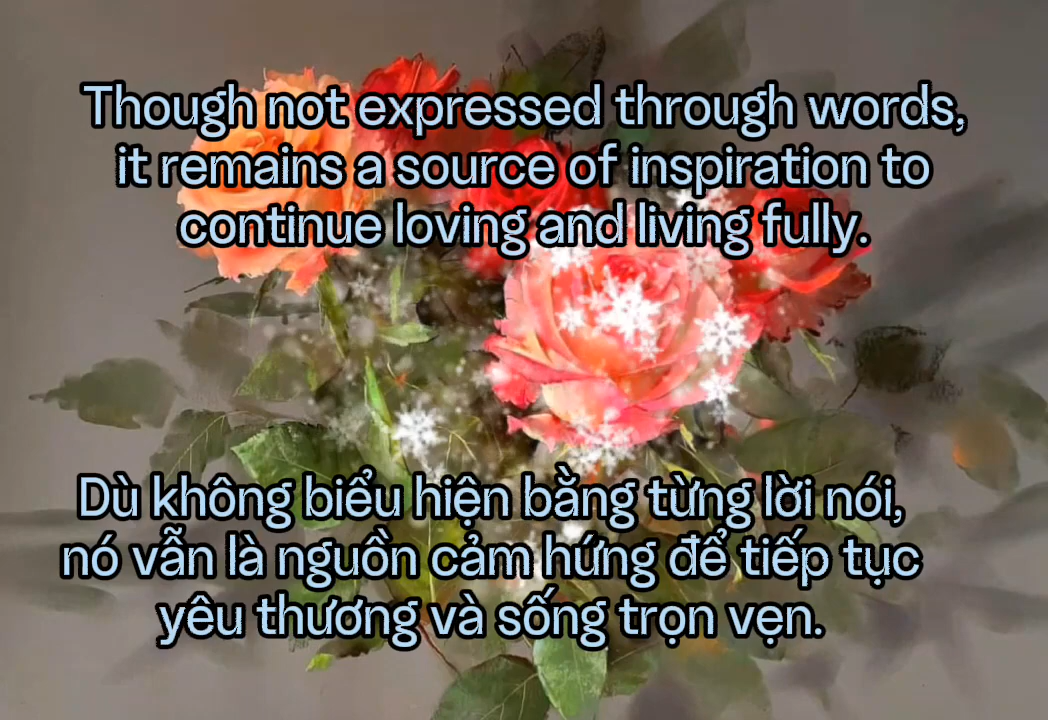 Though not expressed through words,
it remains a source of inspiration to
continue loving and living fully.
Dù không biểu hiện bằng từng lời nói,
nó vẫn là nguồn cảm hứng để tiếp tục
yêu thương và sống trọn vẹn.